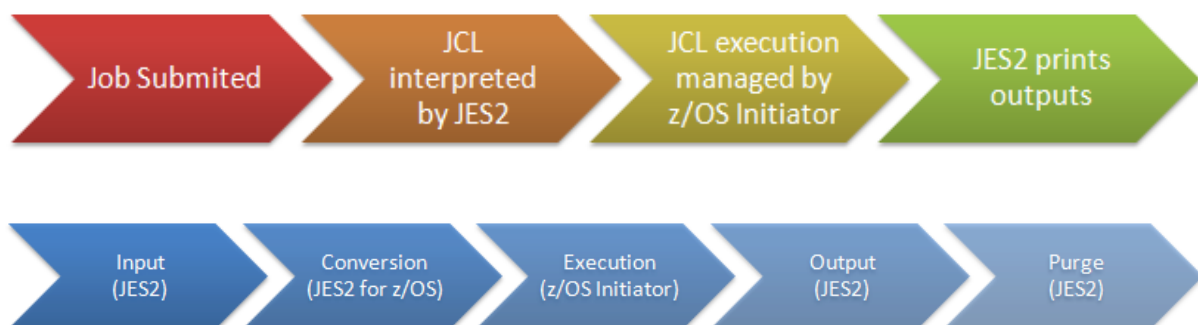 Job Submited
JCL
interpreted
by JES2
JCL execution
managed by
z/OS Initiator
JES2 prints
outputs
Input
(JES2)
Conversion
(JES2 for z/OS)
Execution
(z/OS Initiator)
Output
(JES2)
Purge
(JES2)